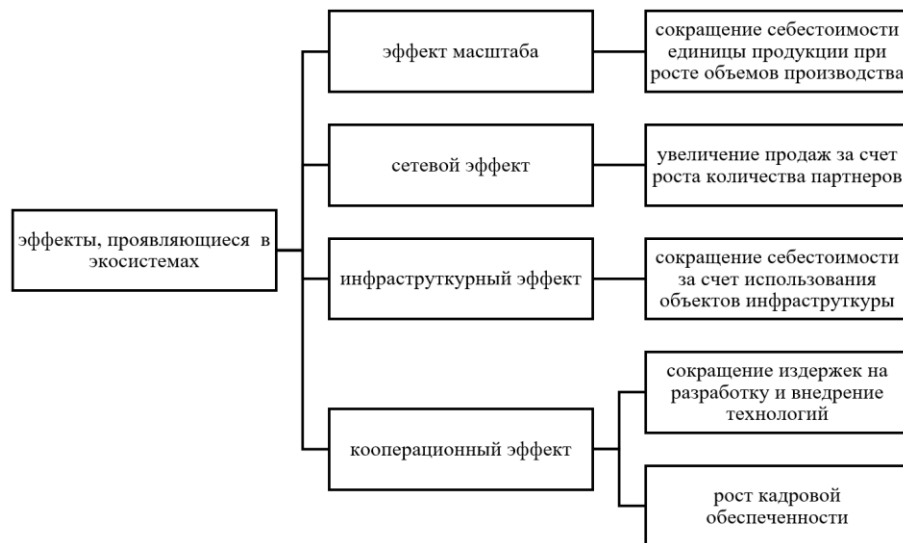 эффект масштаба
сокращение себестоимости
единицы продукции при
росте объемов производства
сетевой эффект
увеличение продаж за счет
роста количества партнеров
эффекты, проявляющиеся в
экосистемах
инфраструткурный эффект
сокращение себестоимости
за счет использования
объектов инфраструткуры
кооперационный эффект
сокращение издержек на
разработку и внедрение
технологий
рост кадровой
обеспеченности